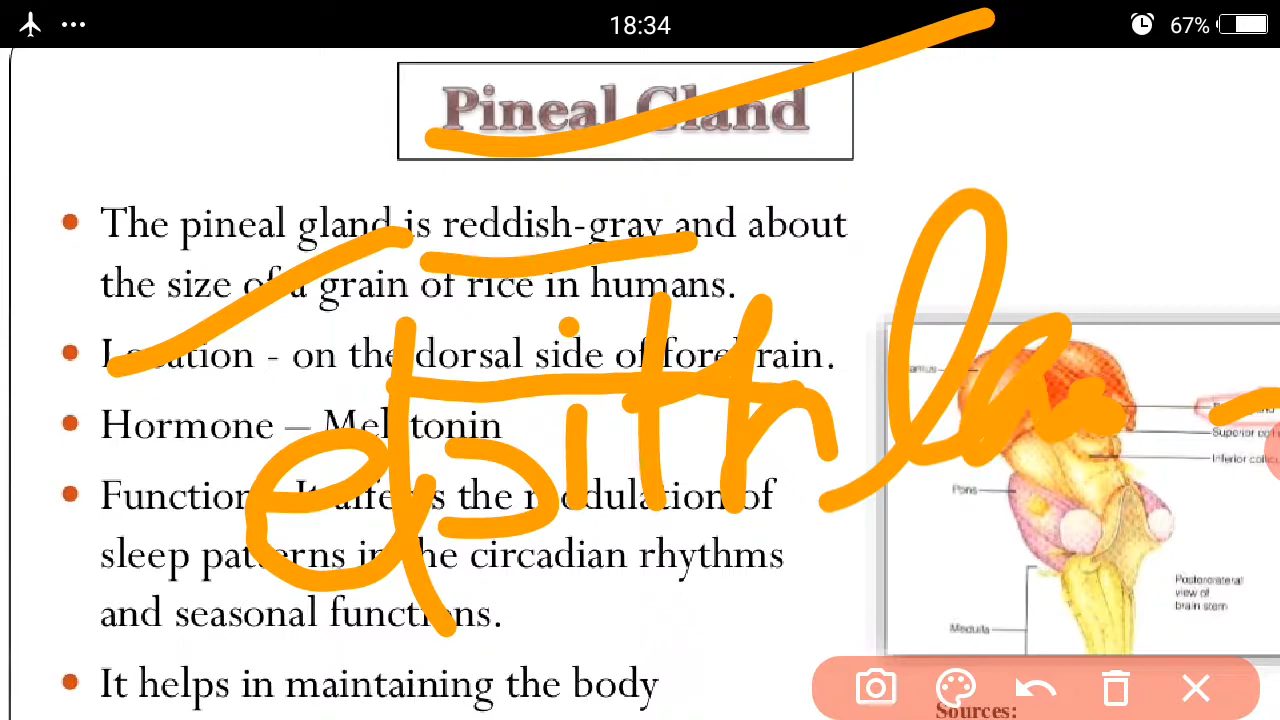 18:34
67%
Pineal Gland
The pineal gland is reddish-gray and about
the size of a grain of rice in humans.
Location - on the dorsal side of forebrain.
Hormone – Melatonin
Function - It affects the modulation of
sleep patterns in the circadian rhythms
and seasonal functions.
It helps in maintaining the body
Superior
Inferior
Pons
Posterolateral
view of
brain stem
Medulla
Sources: